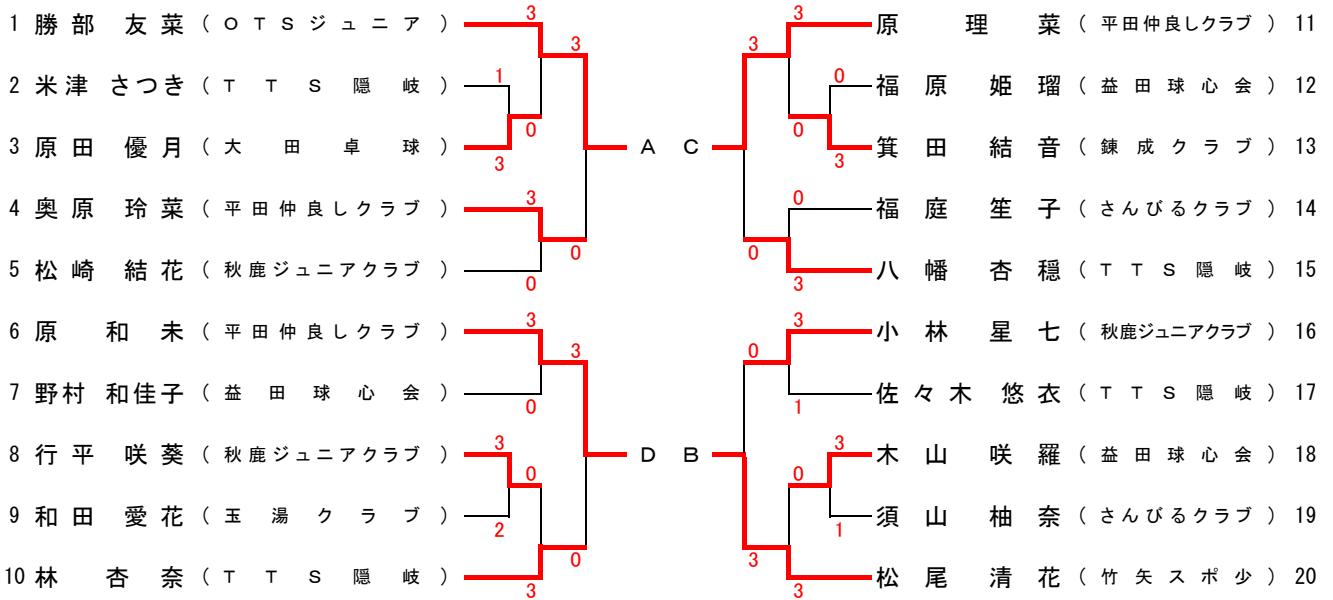 1 勝部 友菜 ( OTSジュニア )
2 米津 さつき ( TTS隠岐 )
3 原田 優月 ( 大田卓球 )
4 奥原 玲菜 ( 平田仲良しクラブ )
5 松崎 結花 ( 秋鹿ジュニアクラブ )
6 原 和未 ( 平田仲良しクラブ )
7 野村 和佳子 ( 益田球心会 )
8 行平 咲葵 ( 秋鹿ジュニアクラブ )
9 和田 愛花 ( 玉湯クラブ )
10 林 杏奈 ( TTS隠岐 )
3
3
1
0
3
3
0
0
3
3
0
3
0
2
0
3
A
D
C
B
3
3
0
0
3
0
0
3
3
0
1
3
0
1
3
3
原 理菜 ( 平田仲良しクラブ ) 11
福原 姫瑠 ( 益田球心会 ) 12
箕田 結音 ( 錬成クラブ ) 13
福庭 笙子 ( さんびるクラブ ) 14
八幡 杏穏 ( TTS隠岐 ) 15
小林 星七 ( 秋鹿ジュニアクラブ ) 16
佐々木 悠衣 ( TTS隠岐 ) 17
木山 咲羅 ( 益田球心会 ) 18
須山 柚奈 ( さんびるクラブ ) 19
松尾 清花 ( 竹矢スポ少 ) 20